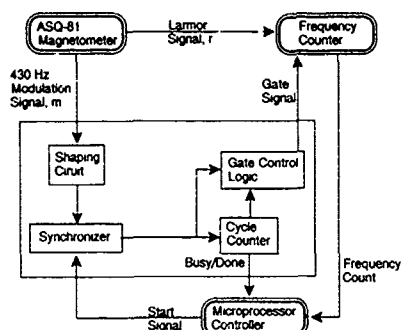 ASQ-81
Magnetometer
Larmor
Signal, r
Frequency
Counter
430 Hz
Modulation
Signal, m
Gate
Signal
Shaping
Ciruit
Gate Control
Logic
Synchronizer
Cycle
Counter
Busy/Done
Frequency
Count
Start
Signal
Microprocessor
Controller